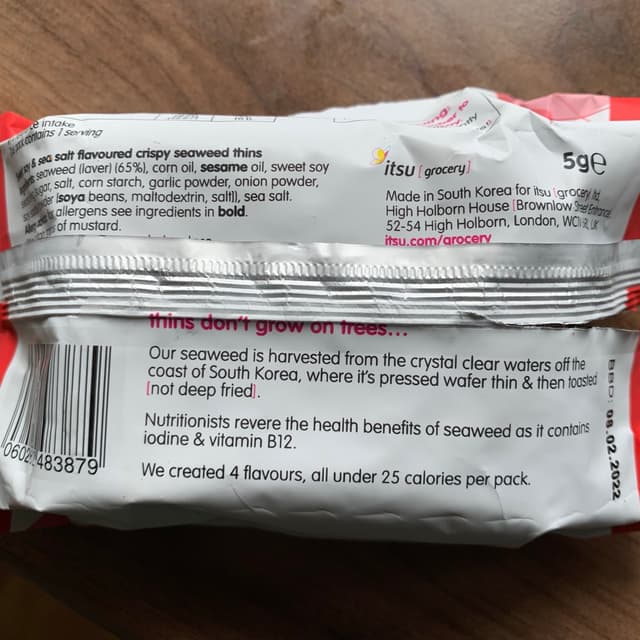 intake
contains 1 serving
& sea salt flavoured crispy seaweed thins
seaweed (laver) (65%), corn oil, sesame oil, sweet soy
sugar, salt, corn starch, garlic powder, onion powder,
(soya beans, maltodextrin, salt), sea salt.
allergens see ingredients in bold.
of mustard.
itsu [grocery]
5g℮
Made in South Korea for itsu [grocery] ltd,
High Holborn House [Brownlow Street Entrance]
52-54 High Holborn, London, UK
itsu.com/grocery
thins don't grow on trees...
Our seaweed is harvested from the crystal clear waters off the
coast of South Korea, where it's pressed wafer thin & then toasted
[not deep fried].
Nutritionists revere the health benefits of seaweed as it contains
iodine & vitamin B12.
We created 4 flavours, all under 25 calories per pack.
483879
BBD: 08.02.2022